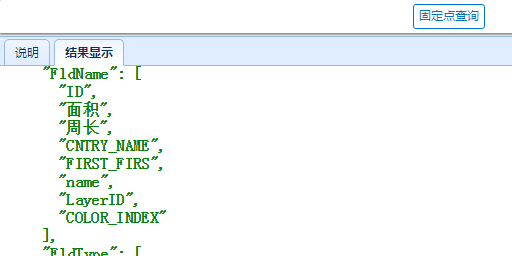 固定点查询
说明 结果显示
"FldName": [
"ID",
"面积",
"周长",
"CNTRY_NAME",
"FIRST_FIRS",
"name",
"LayerID",
"COLOR_INDEX"
],
"FldType": [